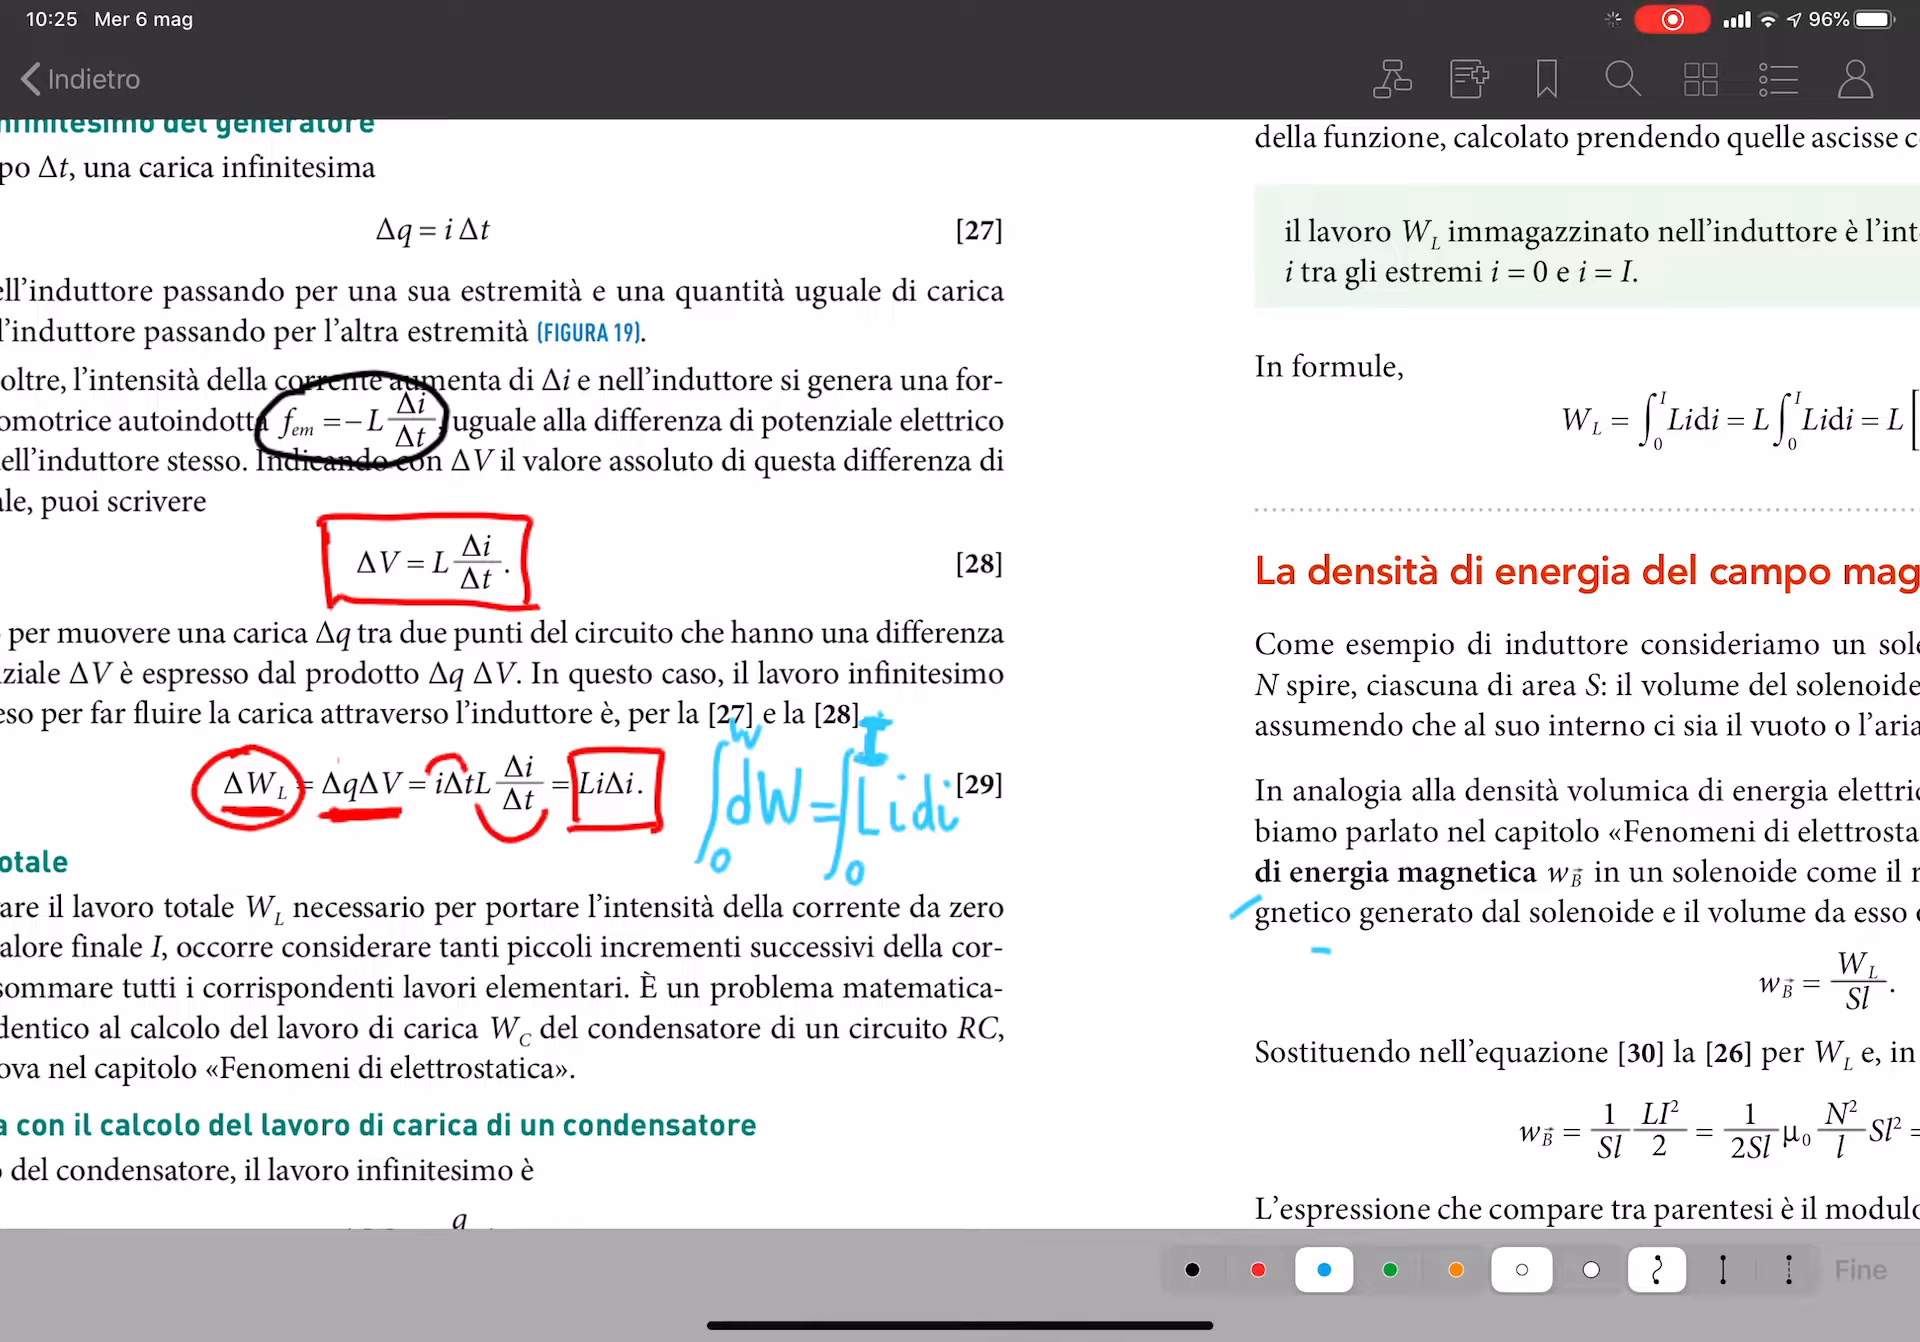 10:25 Mer 6 mag
96%
Indietro
infinitesimo del generatore
po Δt, una carica infinitesima
Δq = i Δt [27]
ell’induttore passando per una sua estremità e una quantità uguale di carica
l’induttore passando per l’altra estremità (FIGURA 19).
oltre, l’intensità della corrente aumenta di Δi e nell’induttore si genera una for-
omotrice autoindotta f_em = −L Δi/Δt, uguale alla differenza di potenziale elettrico
ell’induttore stesso. Indicando con ΔV il valore assoluto di questa differenza di
ale, puoi scrivere
ΔV = L Δi/Δt. [28]
per muovere una carica Δq tra due punti del circuito che hanno una differenza
ziale ΔV è espresso dal prodotto Δq ΔV. In questo caso, il lavoro infinitesimo
eso per far fluire la carica attraverso l’induttore è, per la [27] e la [28]
ΔW_L = ΔqΔV = iΔtL Δi/Δt = LiΔi. [29]
∫_0^W dW = ∫_0^I Lidi
otale
are il lavoro totale W_L necessario per portare l’intensità della corrente da zero
alore finale I, occorre considerare tanti piccoli incrementi successivi della cor-
sommare tutti i corrispondenti lavori elementari. È un problema matematica-
dentico al calcolo del lavoro di carica W_C del condensatore di un circuito RC,
ova nel capitolo «Fenomeni di elettrostatica».
a con il calcolo del lavoro di carica di un condensatore
del condensatore, il lavoro infinitesimo è
q
della funzione, calcolato prendendo quelle ascisse c
il lavoro W_L immagazzinato nell’induttore è l’int
i tra gli estremi i = 0 e i = I.
In formule,
W_L = ∫_0^I Lidi = L ∫_0^I Lidi = L [
La densità di energia del campo mag
Come esempio di induttore consideriamo un sole
N spire, ciascuna di area S: il volume del solenoide
assumendo che al suo interno ci sia il vuoto o l’aria
In analogia alla densità volumica di energia elettric
biamo parlato nel capitolo «Fenomeni di elettrosta
di energia magnetica w_B⃗ in un solenoide come il r
gnetico generato dal solenoide e il volume da esso o
w_B⃗ = W_L/Sl.
Sostituendo nell’equazione [30] la [26] per W_L e, in
w_B⃗ = 1/Sl LI²/2 = 1/2Sl μ₀ N²/l Sl² =
L’espressione che compare tra parentesi è il modulo
Fine